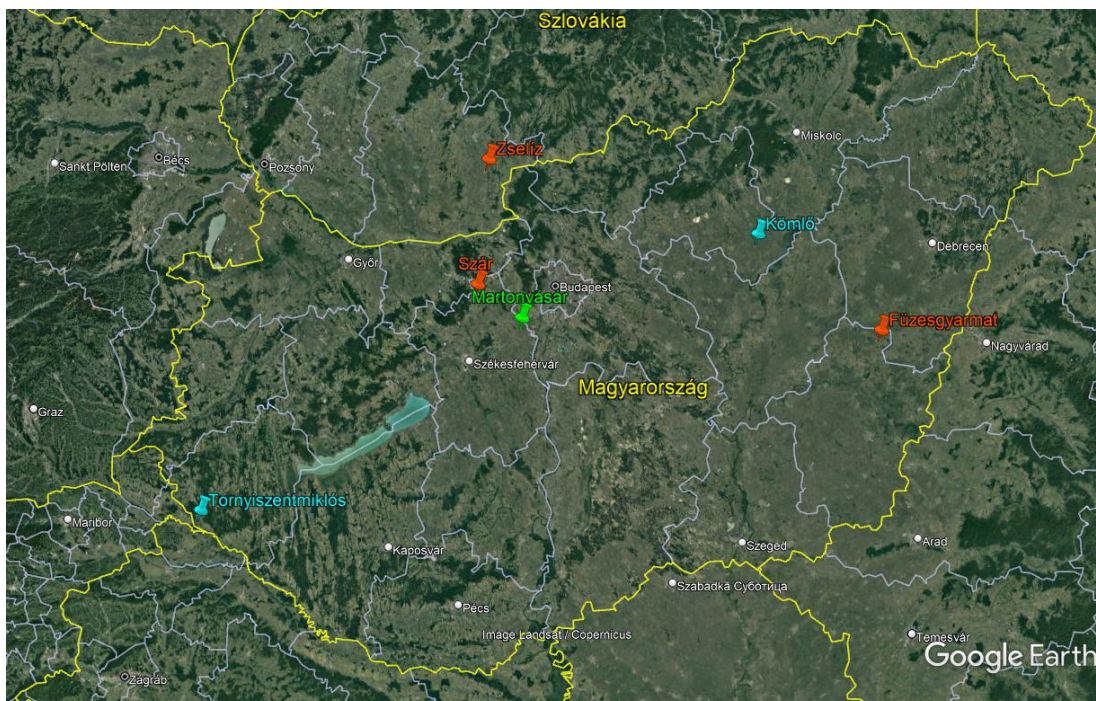 Szlovákia
Miskolc
Zselíz
Sankt Pölten
Bécs
Pozsony
Kömlő
Debrecen
Győr
Szár
Budapest
Martonvásár
Füzesgyarmat
Nagyvárad
Székesfehérvár
Magyarország
Graz
Tornyiszentmiklós
Maribor
Kaposvár
Szeged
Arad
Szabadka Суботица
Pécs
Image Landsat / Copernicus
Temesvár
Google Earth
Zágráb